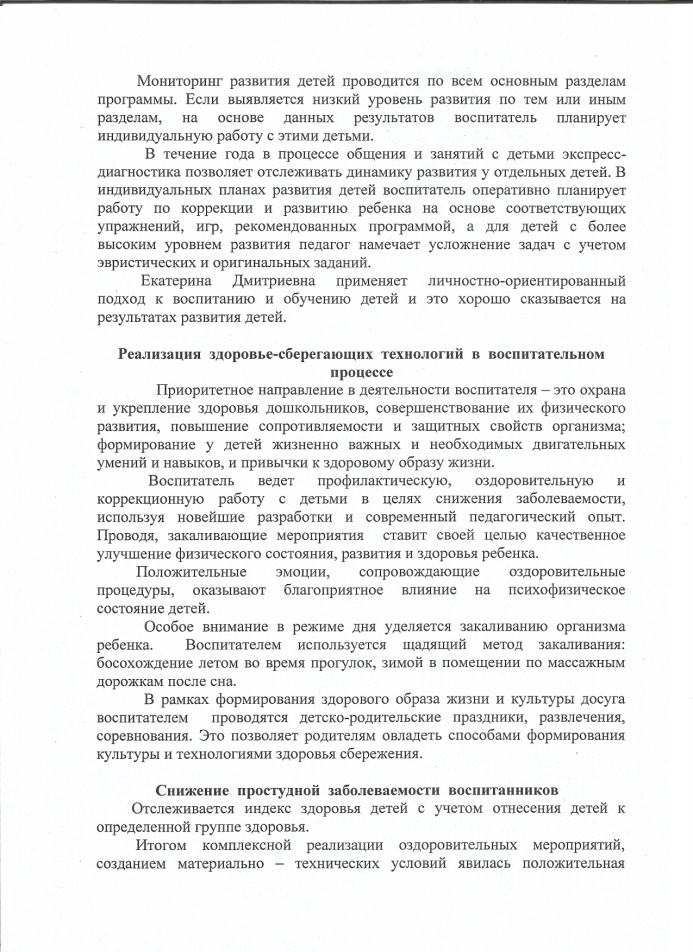 Мониторинг развития детей проводится по всем основным разделам
программы. Если выявляется низкий уровень развития по тем или иным
разделам, на основе данных результатов воспитатель планирует
индивидуальную работу с этими детьми.
В течение года в процессе общения и занятий с детьми экспресс-
диагностика позволяет отслеживать динамику развития у отдельных детей. В
индивидуальных планах развития детей воспитатель оперативно планирует
работу по коррекции и развитию ребенка на основе соответствующих
упражнений, игр, рекомендованных программой, а для детей с более
высоким уровнем развития педагог намечает усложнение задач с учетом
эвристических и оригинальных заданий.
Екатерина Дмитриевна применяет личностно-ориентированный
подход к воспитанию и обучению детей и это хорошо сказывается на
результатах развития детей.
Реализация здоровье-сберегающих технологий в воспитательном
процессе
Приоритетное направление в деятельности воспитателя – это охрана
и укрепление здоровья дошкольников, совершенствование их физического
развития, повышение сопротивляемости и защитных свойств организма;
формирование у детей жизненно важных и необходимых двигательных
умений и навыков, и привычки к здоровому образу жизни.
Воспитатель ведет профилактическую, оздоровительную и
коррекционную работу с детьми в целях снижения заболеваемости,
используя новейшие разработки и современный педагогический опыт.
Проводя, закаливающие мероприятия ставит своей целью качественное
улучшение физического состояния, развития и здоровья ребенка.
Положительные эмоции, сопровождающие оздоровительные
процедуры, оказывают благоприятное влияние на психофизическое
состояние детей.
Особое внимание в режиме дня уделяется закаливанию организма
ребенка. Воспитателем используется щадящий метод закаливания:
босохождение летом во время прогулок, зимой в помещении по массажным
дорожкам после сна.
В рамках формирования здорового образа жизни и культуры досуга
воспитателем проводятся детско-родительские праздники, развлечения,
соревнования. Это позволяет родителям овладеть способами формирования
культуры и технологиями здоровья сбережения.
Снижение простудной заболеваемости воспитанников
Отслеживается индекс здоровья детей с учетом отнесения детей к
определенной группе здоровья.
Итогом комплексной реализации оздоровительных мероприятий,
созданием материально – технических условий явилась положительная